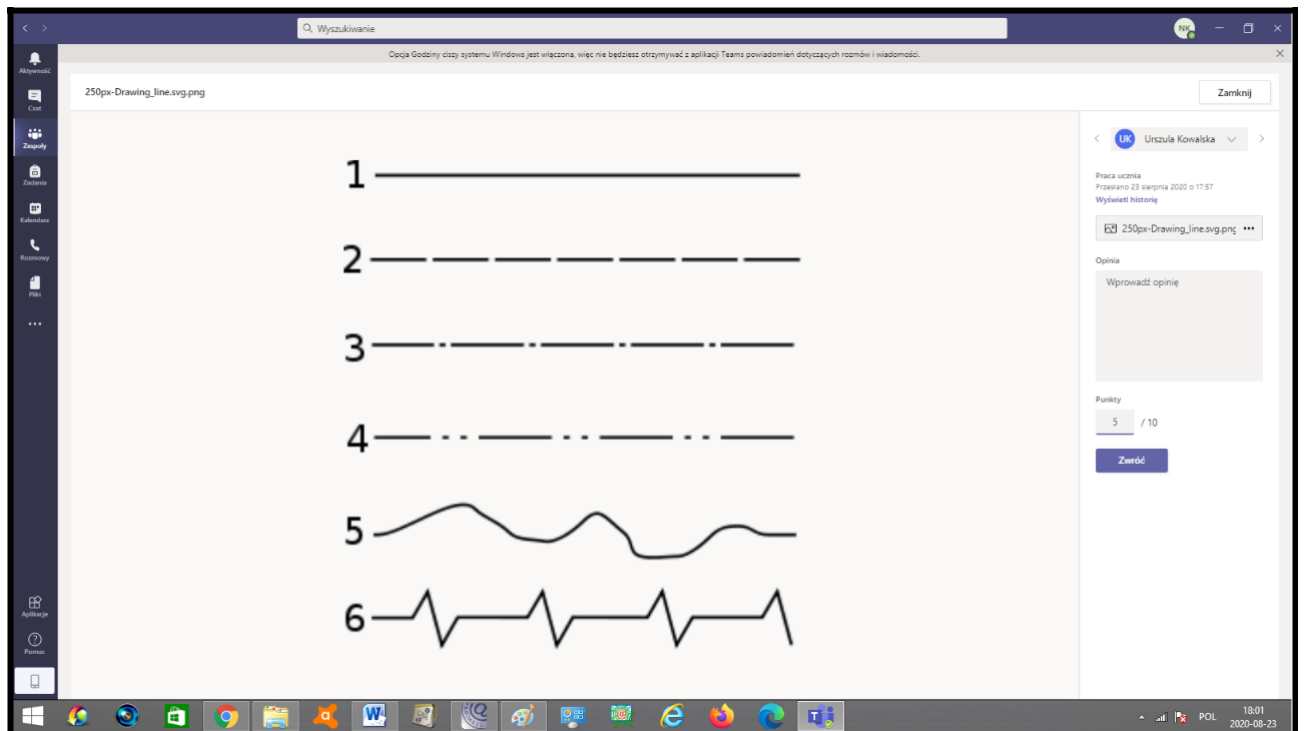 Wyszukiwanie
NK
Opcja Godziny ciszy systemu Windows jest włączona, więc nie będziesz otrzymywać z aplikacji Teams powiadomień dotyczących rozmów i wiadomości.
Aktywność
Czat
Zespoły
Zadania
Kalendarz
Rozmowy
Pliki
Aplikacje
Pomoc
250px-Drawing_line.svg.png
Zamknij
1
2
3
4
5
6
UK Urszula Kowalska
Praca ucznia
Przesłano 23 sierpnia 2020 o 17:57
Wyświetl historię
250px-Drawing_line.svg.png
Opinia
Wprowadź opinię
Punkty
5 / 10
Zwróć
POL
18:01
2020-08-23